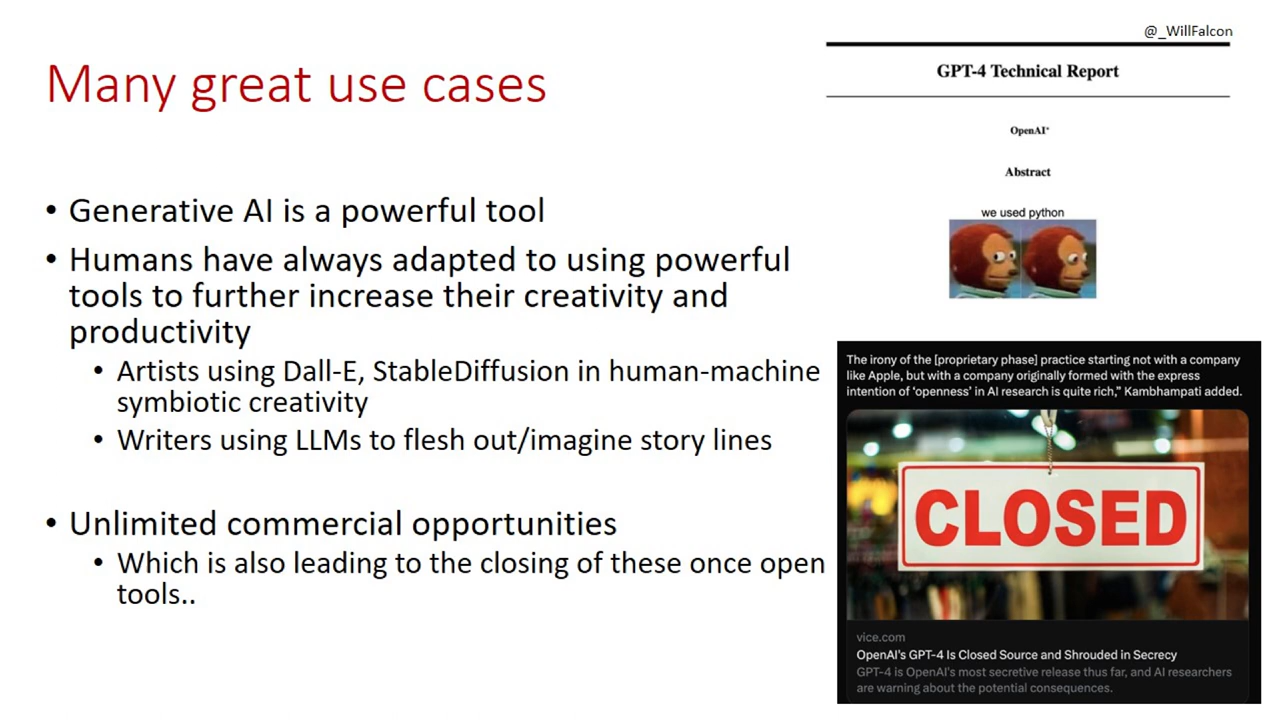 @_WillFalcon
Many great use cases
• Generative AI is a powerful tool
• Humans have always adapted to using powerful
tools to further increase their creativity and
productivity
• Artists using Dall-E, StableDiffusion in human-machine
symbiotic creativity
• Writers using LLMs to flesh out/imagine story lines
• Unlimited commercial opportunities
• Which is also leading to the closing of these once open
tools..
GPT-4 Technical Report
OpenAI*
Abstract
we used python
The irony of the [proprietary phase] practice starting not with a company
like Apple, but with a company originally formed with the express
intention of ‘openness’ in AI research is quite rich,” Kambhampati added.
CLOSED
vice.com
OpenAI's GPT-4 Is Closed Source and Shrouded in Secrecy
GPT-4 is OpenAI's most secretive release thus far, and AI researchers
are warning about the potential consequences.